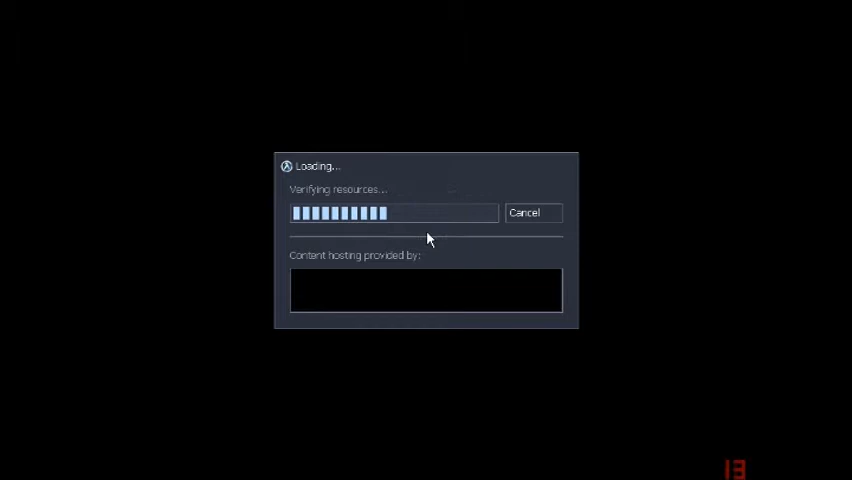 Loading...
Verifying resources...
Cancel
Content hosting provided by:
13